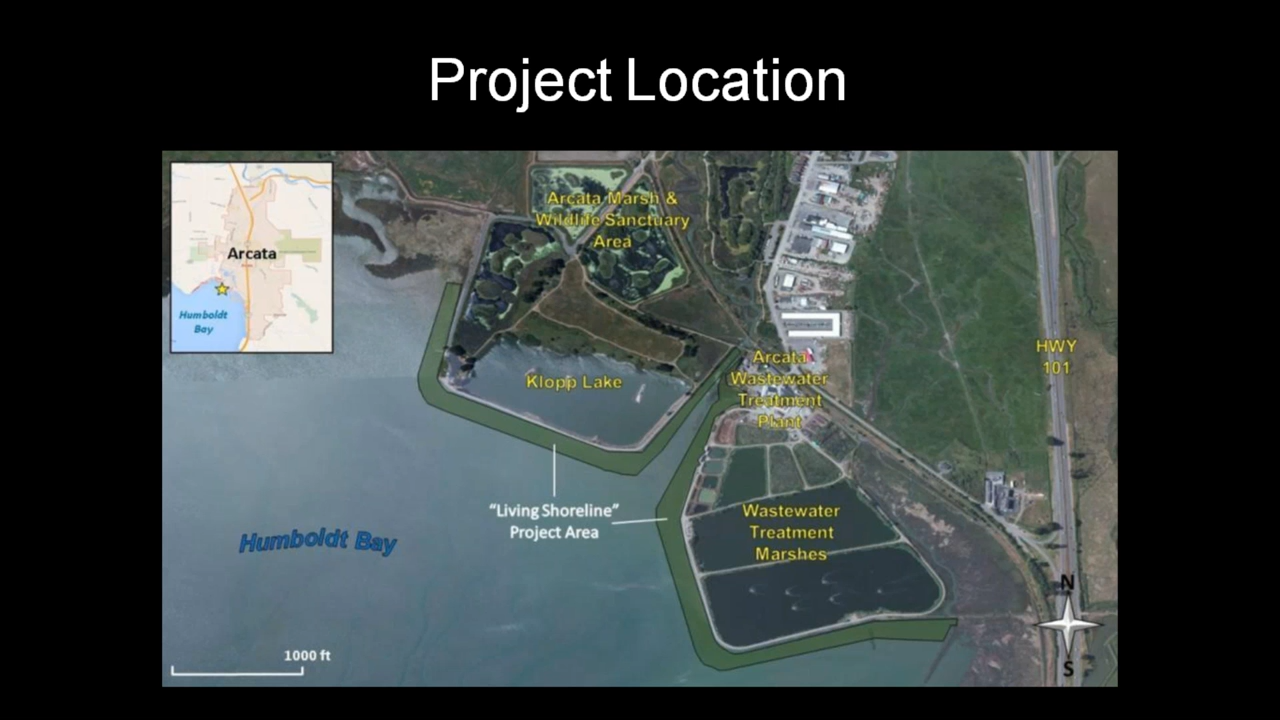 Project Location
Arcata
Humboldt
Bay
Arcata Marsh &
Wildlife Sanctuary
Area
Klopp Lake
Arcata
Wastewater
Treatment
Plant
HWY
101
"Living Shoreline"
Project Area
Wastewater
Treatment
Marshes
Humboldt Bay
1000 ft
N
S